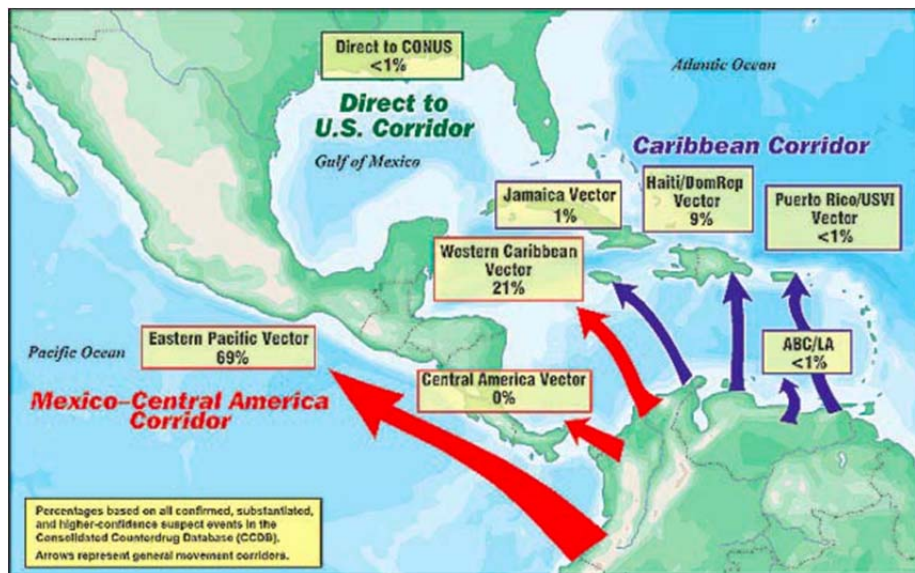 Direct to CONUS
<1%
Atlantic Ocean
Direct to
U.S. Corridor
Gulf of Mexico
Caribbean Corridor
Jamaica Vector
1%
Haiti/DomRep
Vector
9%
Puerto Rico/USVI
Vector
<1%
Western Caribbean
Vector
21%
Pacific Ocean
Eastern Pacific Vector
69%
ABC/LA
<1%
Central America Vector
0%
Mexico–Central America
Corridor
Percentages based on all confirmed, substantiated,
and higher-confidence suspect events in the
Consolidated Counterdrug Database (CCDB).
Arrows represent general movement corridors.